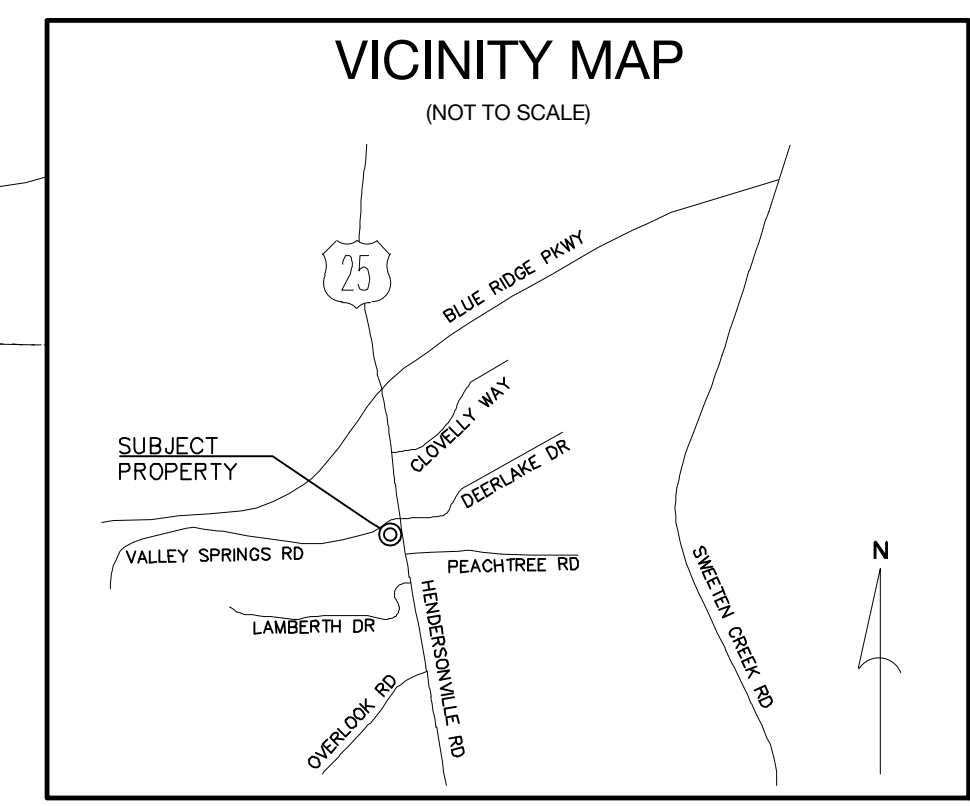 VICINITY MAP
(NOT TO SCALE)
25
BLUE RIDGE PKWY
CLOVELLY WAY
SUBJECT
PROPERTY
DEERLAKE DR
VALLEY SPRINGS RD
PEACHTREE RD
N
LAMBERTH DR
HENDERSONVILLE RD
SWEETEN CREEK RD
OVERLOOK RD